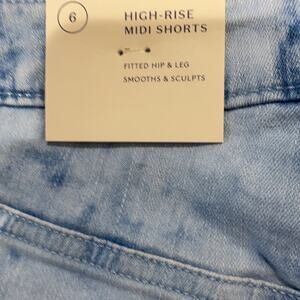 6
HIGH-RISE
MIDI SHORTS
FITTED HIP & LEG
SMOOTHS & SCULPTS